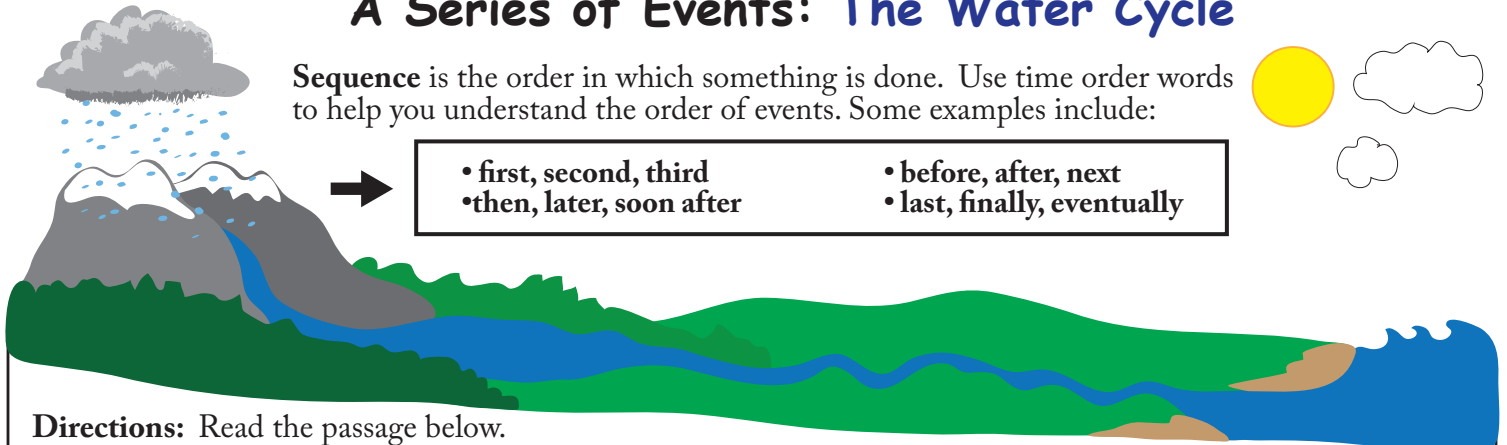 A Series of Events: The Water Cycle
Sequence is the order in which something is done. Use time order words
to help you understand the order of events. Some examples include:
• first, second, third
•then, later, soon after
• before, after, next
• last, finally, eventually
Directions: Read the passage below.